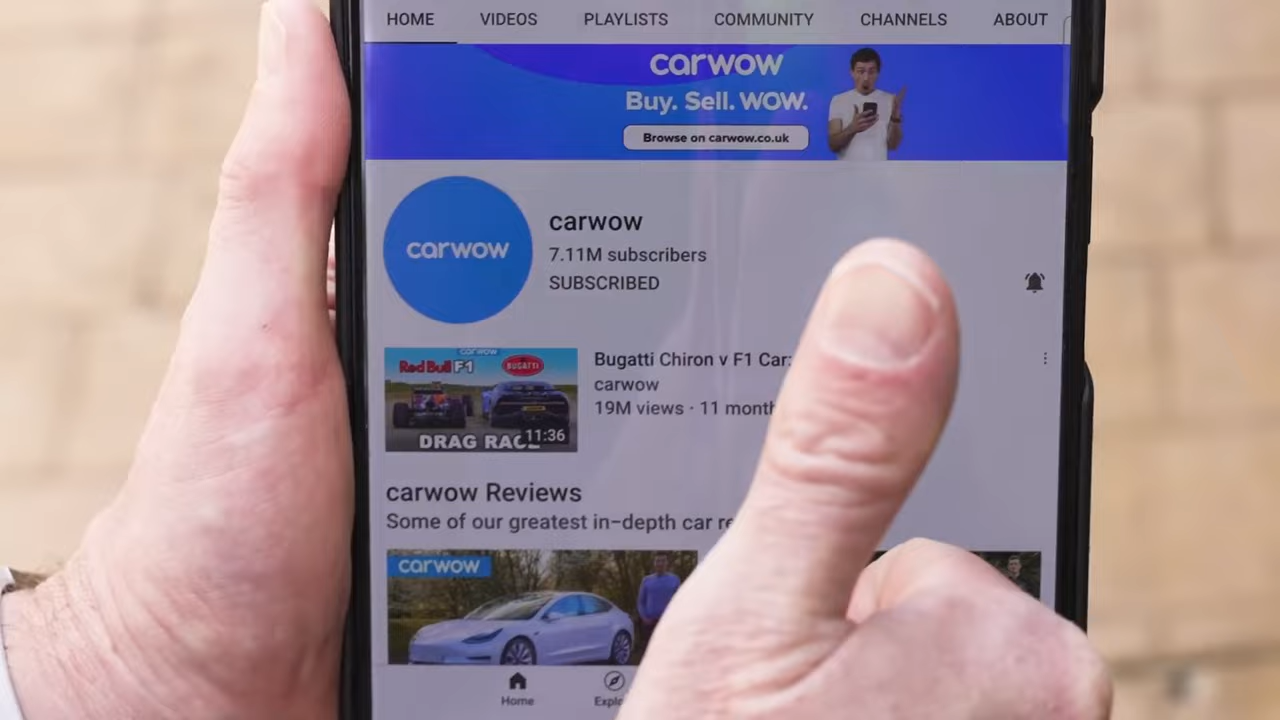 HOME VIDEOS PLAYLISTS COMMUNITY CHANNELS ABOUT
carwow
Buy. Sell. WOW.
Browse on carwow.co.uk
carwow
carwow
7.11M subscribers
SUBSCRIBED
carwow
Red Bull F1 BUGATTI
DRAG RACE
11:36
Bugatti Chiron v F1 Car:
carwow
19M views · 11 month
carwow Reviews
Some of our greatest in-depth car re
carwow
Home
Explo